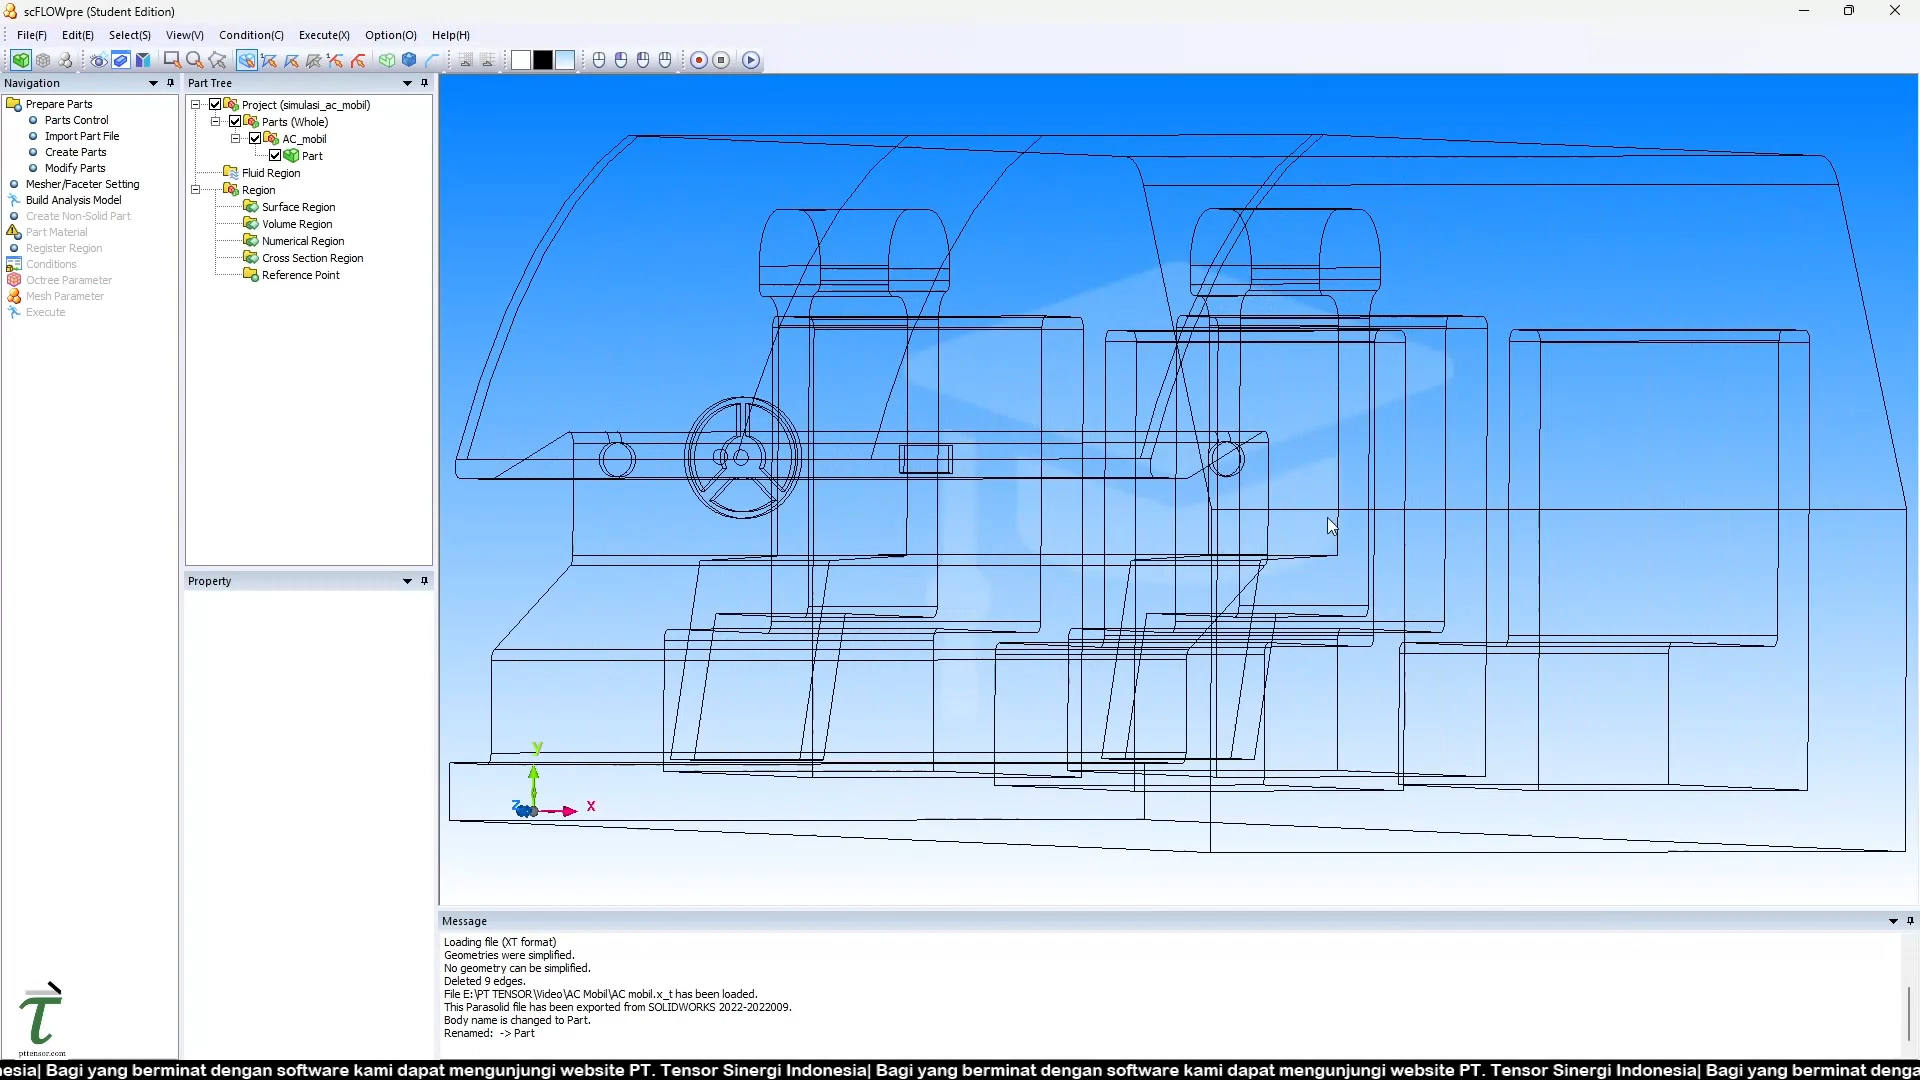 scFLOWpre (Student Edition)
File(F) Edit(E) Select(S) View(V) Condition(C) Execute(X) Option(O) Help(H)
Navigation
Prepare Parts
Parts Control
Import Part File
Create Parts
Modify Parts
Mesher/Faceter Setting
Build Analysis Model
Create Non-Solid Part
Part Material
Register Region
Conditions
Octree Parameter
Mesh Parameter
Execute
Part Tree
Project (simulasi_ac_mobil)
Parts (Whole)
AC_mobil
Part
Fluid Region
Region
Surface Region
Volume Region
Numerical Region
Cross Section Region
Reference Point
Property
Y
Z
X
Message
Loading file (XT format)
Geometries were simplified.
No geometry can be simplified.
Deleted 9 edges.
File E:\PT TENSOR\Video\AC Mobil\AC mobil.x_t has been loaded.
This Parasolid file has been exported from SOLIDWORKS 2022-2022009.
Body name is changed to Part.
Renamed: -> Part
pttensor.com
nesia| Bagi yang berminat dengan software kami dapat mengunjungi website PT. Tensor Sinergi Indonesia| Bagi yang berminat dengan software kami dapat mengunjungi website PT. Tensor Sinergi Indonesia| Bagi yang berminat denga